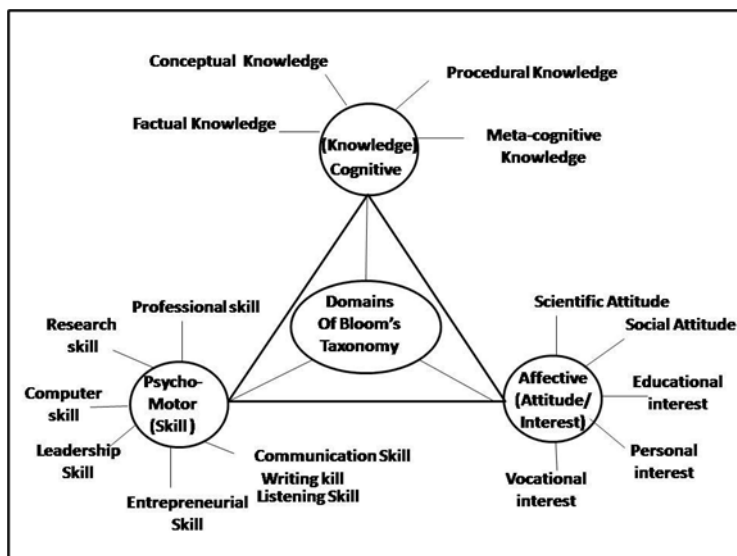 Conceptual Knowledge
Procedural Knowledge
Factual Knowledge
Meta-cognitive
Knowledge
(Knowledge)
Cognitive
Domains
Of Bloom's
Taxonomy
Professional skill
Research
skill
Computer
skill
Leadership
Skill
Entrepreneurial
Skill
Communication Skill
Writing kill
Listening Skill
Psycho-
Motor
(Skill)
Scientific Attitude
Social Attitude
Educational
interest
Personal
interest
Vocational
interest
Affective
(Attitude/
Interest)